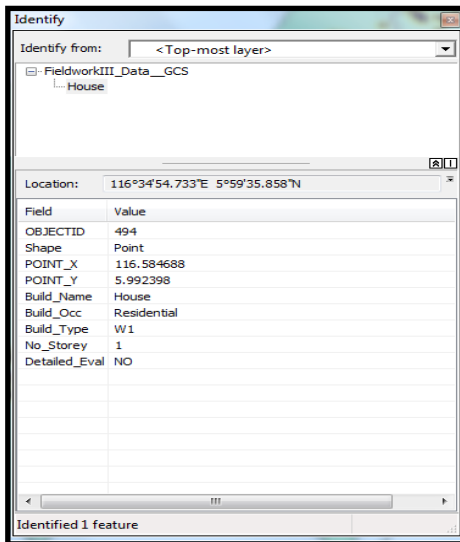 Identify
Identify from: <Top-most layer>
FieldworkIII_Data__GCS
House
Location: 116°34'54.733"E 5°59'35.858"N
Field Value
OBJECTID 494
Shape Point
POINT_X 116.584688
POINT_Y 5.992398
Build_Name House
Build_Occ Residential
Build_Type W1
No_Storey 1
Detailed_Eval NO
Identified 1 feature